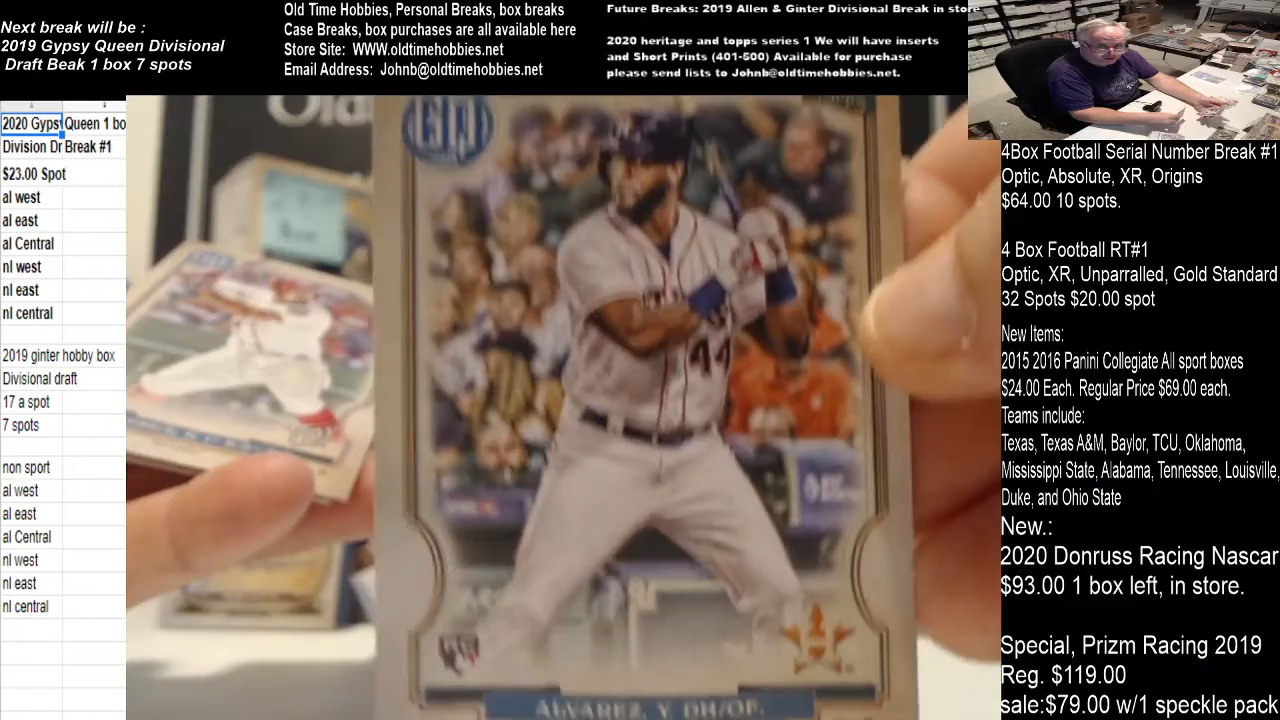 Next break will be :
2019 Gypsy Queen Divisional
Draft Beak 1 box 7 spots
Old Time Hobbies, Personal Breaks, box breaks
Case Breaks, box purchases are all available here
Store Site: WWW.oldtimehobbies.net
Email Address: Johnb@oldtimehobbies.net
Future Breaks: 2019 Allen & Ginter Divisional Break in store
2020 heritage and topps series 1 We will have inserts
and Short Prints (401-500) Available for purchase
please send lists to Johnb@oldtimehobbies.net.
2020 Gyps Queen 1 bo
Division Dr Break #1
$23.00 Spot
al west
al east
al Central
nl west
nl east
nl central
2019 ginter hobby box
Divisional draft
17 a spot
7 spots
non sport
al west
al east
al Central
nl west
nl east
nl central
Old
GQ
44
ALVAREZ, Y. DH/OF.
4Box Football Serial Number Break #1
Optic, Absolute, XR, Origins
$64.00 10 spots.
4 Box Football RT#1
Optic, XR, Unparralled, Gold Standard
32 Spots $20.00 spot
New Items:
2015 2016 Panini Collegiate All sport boxes
$24.00 Each. Regular Price $69.00 each.
Teams include:
Texas, Texas A&M, Baylor, TCU, Oklahoma,
Mississippi State, Alabama, Tennessee, Louisville,
Duke, and Ohio State
New.:
2020 Donruss Racing Nascar
$93.00 1 box left, in store.
Special, Prizm Racing 2019
Reg. $119.00
sale:$79.00 w/1 speckle pack